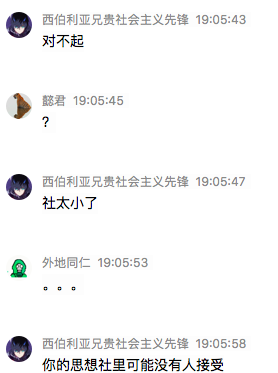 西伯利亚兄贵社会主义先锋 19:05:43
对不起
懿君 19:05:45
?
西伯利亚兄贵社会主义先锋 19:05:47
社太小了
外地同仁 19:05:53
。。。
西伯利亚兄贵社会主义先锋 19:05:58
你的思想社里可能没有人接受